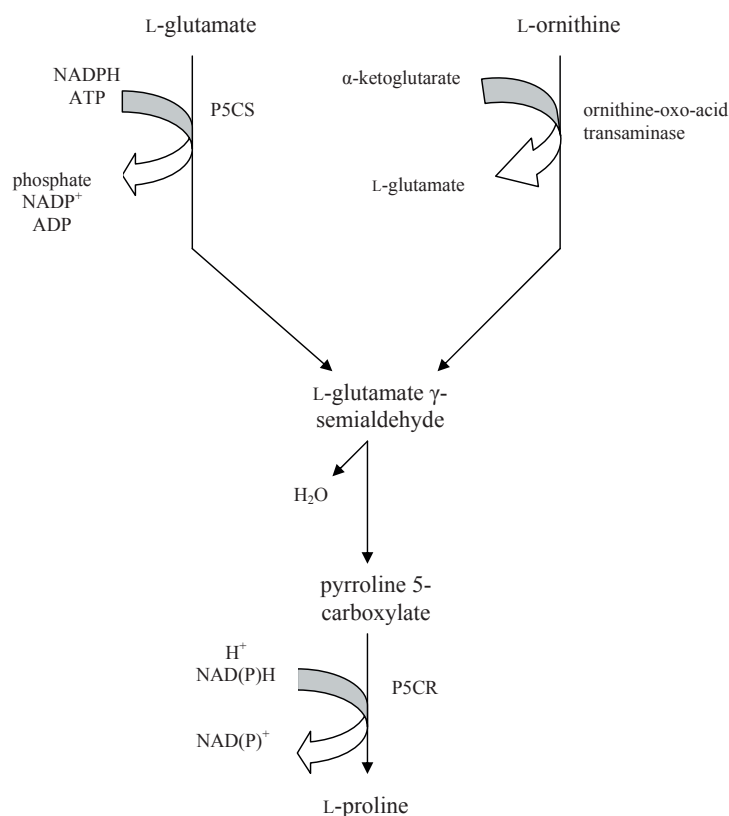 L-glutamate
L-ornithine
NADPH
ATP
P5CS
phosphate
NADP⁺
ADP
α-ketoglutarate
ornithine-oxo-acid
transaminase
L-glutamate
L-glutamate γ-
semialdehyde
H₂O
pyrroline 5-
carboxylate
H⁺
NAD(P)H
P5CR
NAD(P)⁺
L-proline